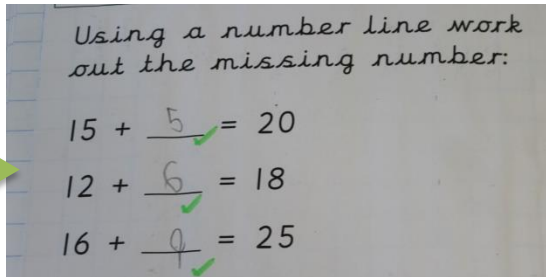 Using a number line work
out the missing number:
15 + 5 = 20
12 + 6 = 18
16 + 9 = 25